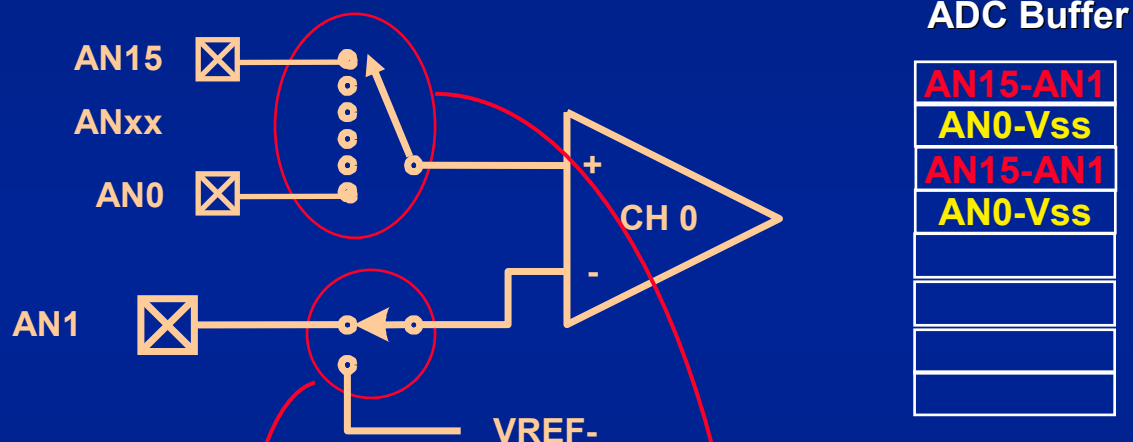 ADC Buffer
AN15
ANxx
AN0
AN1
+
CH 0
-
VREF-
AN15-AN1
AN0-Vss
AN15-AN1
AN0-Vss